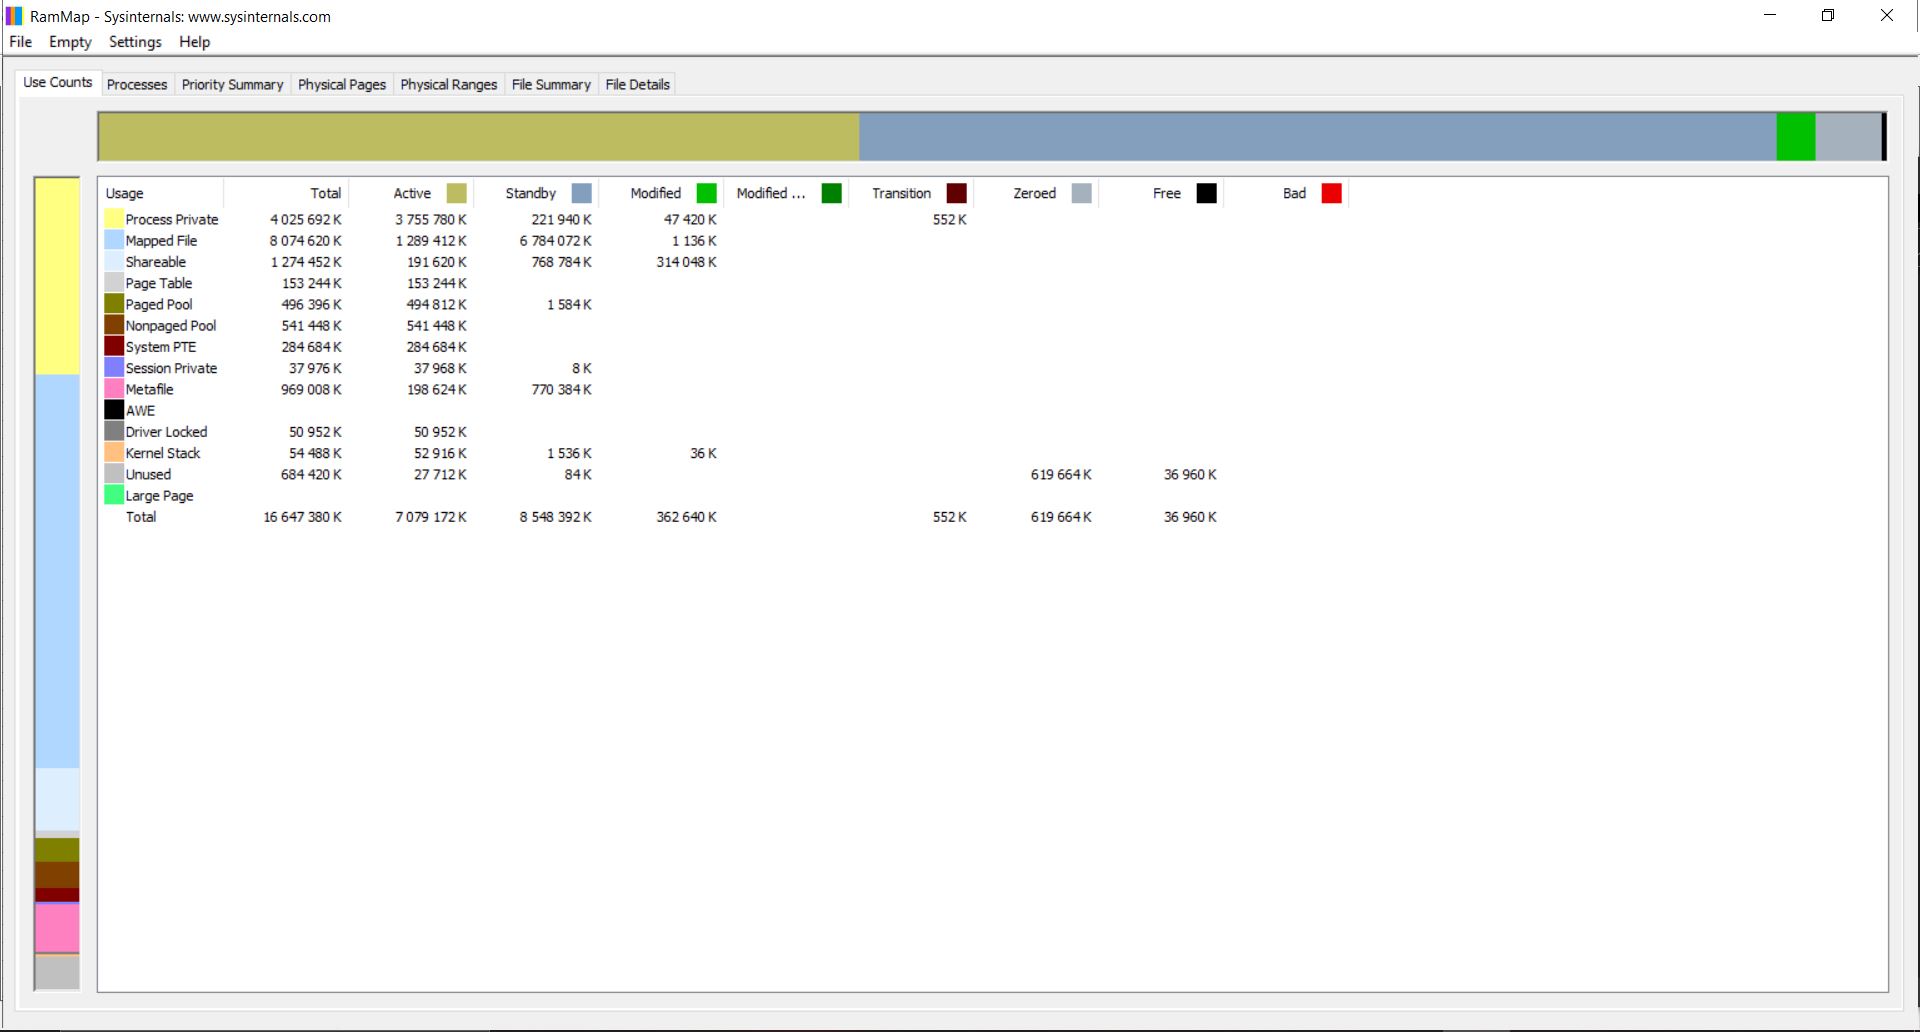 RamMap - Sysinternals: www.sysinternals.com
File Empty Settings Help
Use Counts Processes Priority Summary Physical Pages Physical Ranges File Summary File Details
Usage Total Active Standby Modified Modified ... Transition Zeroed Free Bad
Process Private 4 025 692 K 3 755 780 K 221 940 K 47 420 K 552 K
Mapped File 8 074 620 K 1 289 412 K 6 784 072 K 1 136 K
Shareable 1 274 452 K 191 620 K 768 784 K 314 048 K
Page Table 153 244 K 153 244 K
Paged Pool 496 396 K 494 812 K 1 584 K
Nonpaged Pool 541 448 K 541 448 K
System PTE 284 684 K 284 684 K
Session Private 37 976 K 37 968 K 8 K
Metafile 969 008 K 198 624 K 770 384 K
AWE
Driver Locked 50 952 K 50 952 K
Kernel Stack 54 488 K 52 916 K 1 536 K 36 K
Unused 684 420 K 27 712 K 84 K 619 664 K 36 960 K
Large Page
Total 16 647 380 K 7 079 172 K 8 548 392 K 362 640 K 552 K 619 664 K 36 960 K